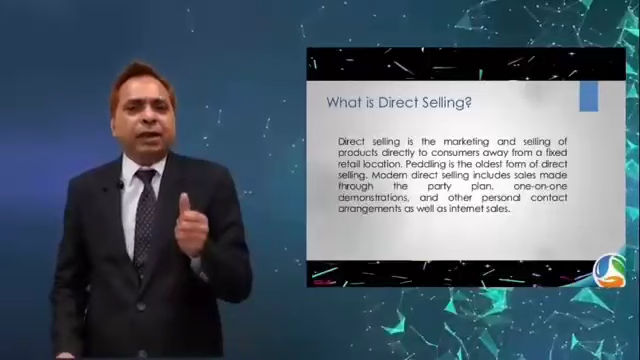 What is Direct Selling?
Direct selling is the marketing and selling of
products directly to consumers away from a fixed
retail location. Peddling is the oldest form of direct
selling. Modern direct selling includes sales made
through the party plan, one-on-one
demonstrations, and other personal contact
arrangements as well as internet sales.